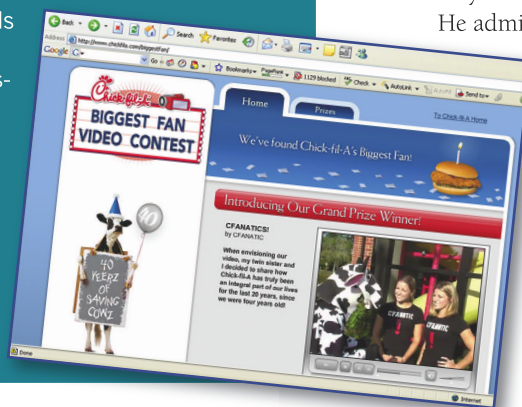 ds
s-
He admi
Back
Search
Favorites
Address
http://www.chickfila.com/biggestFan/
Google
Go
Bookmarks
PageRank
1129 blocked
Check
AutoLink
AutoFill
Send to
Chick-fil-A
BIGGEST FAN
VIDEO CONTEST
Home
Prizes
To Chick-fil-A Home
We've found Chick-fil-A's Biggest Fan!
40
40
YEERZ
OF
SAVING
COWZ
Introducing Our Grand Prize Winner!
CFANATICS!
by CFANATIC
When envisioning our
video, my twin sister and
I decided to share how
Chick-fil-A has truly been
an integral part of our lives
for the last 20 years, since
we were four years old!
CFANATIC
CFANATIC
Done
Internet